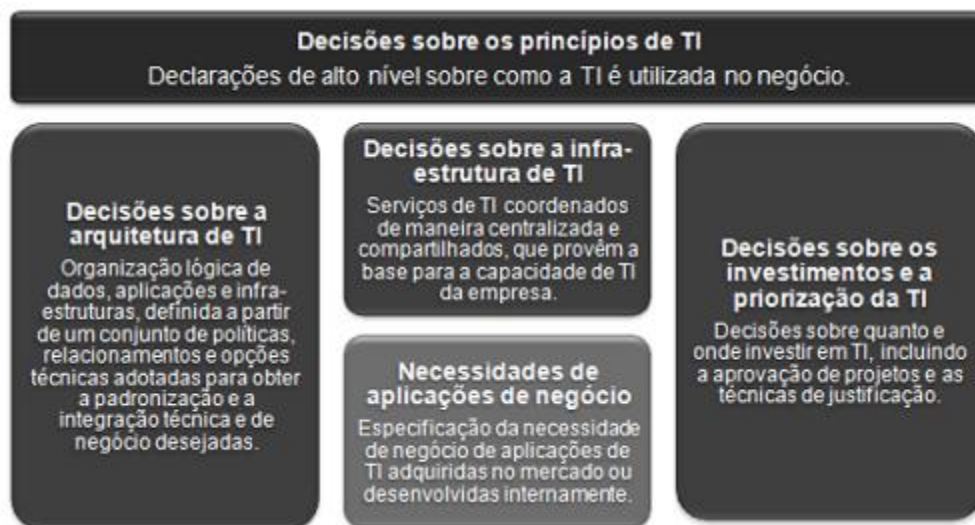 Decisões sobre os princípios de TI
Declarações de alto nível sobre como a TI é utilizada no negócio.
Decisões sobre a
arquitetura de TI
Organização lógica de
dados, aplicações e infra-
estruturas, definida a partir
de um conjunto de políticas,
relacionamentos e opções
técnicas adotadas para obter
a padronização e a
integração técnica e de
negócio desejadas.
Decisões sobre a infra-
estrutura de TI
Serviços de TI coordenados
de maneira centralizada e
compartilhados, que provêm a
base para a capacidade de TI
da empresa.
Necessidades de
aplicações de negócio
Especificação da necessidade
de negócio de aplicações de
TI adquiridas no mercado ou
desenvolvidas internamente.
Decisões sobre os
investimentos e a
priorização da TI
Decisões sobre quanto e
onde investir em TI, incluindo
a aprovação de projetos e as
técnicas de justificação.